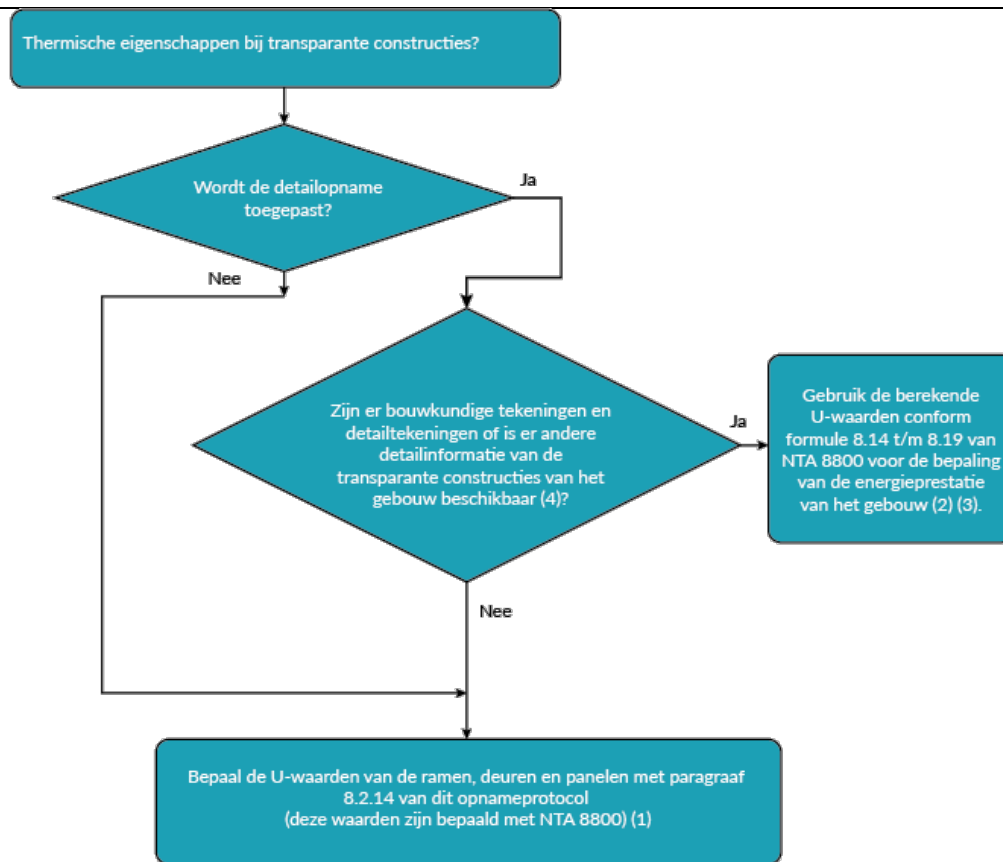 Thermische eigenschappen bij transparante constructies?
Wordt de detailopname
toegepast?
Ja
Nee
Zijn er bouwkundige tekeningen en
detailtekeningen of is er andere
detailinformatie van de
transparante constructies van het
gebouw beschikbaar (4)?
Ja
Gebruik de berekende
U-waarden conform
formule 8.14 t/m 8.19 van
NTA 8800 voor de bepaling
van de energieprestatie
van het gebouw (2) (3).
Nee
Bepaal de U-waarden van de ramen, deuren en panelen met paragraaf
8.2.14 van dit opnameprotocol
(deze waarden zijn bepaald met NTA 8800) (1)